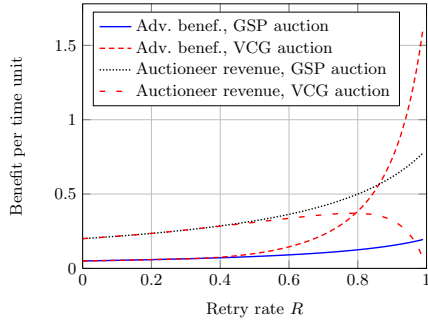 Adv. benef., GSP auction
Adv. benef., VCG auction
Auctioneer revenue, GSP auction
Auctioneer revenue, VCG auction
Benefit per time unit
1.5
1
0.5
0
0 0.2 0.4 0.6 0.8 1
Retry rate R